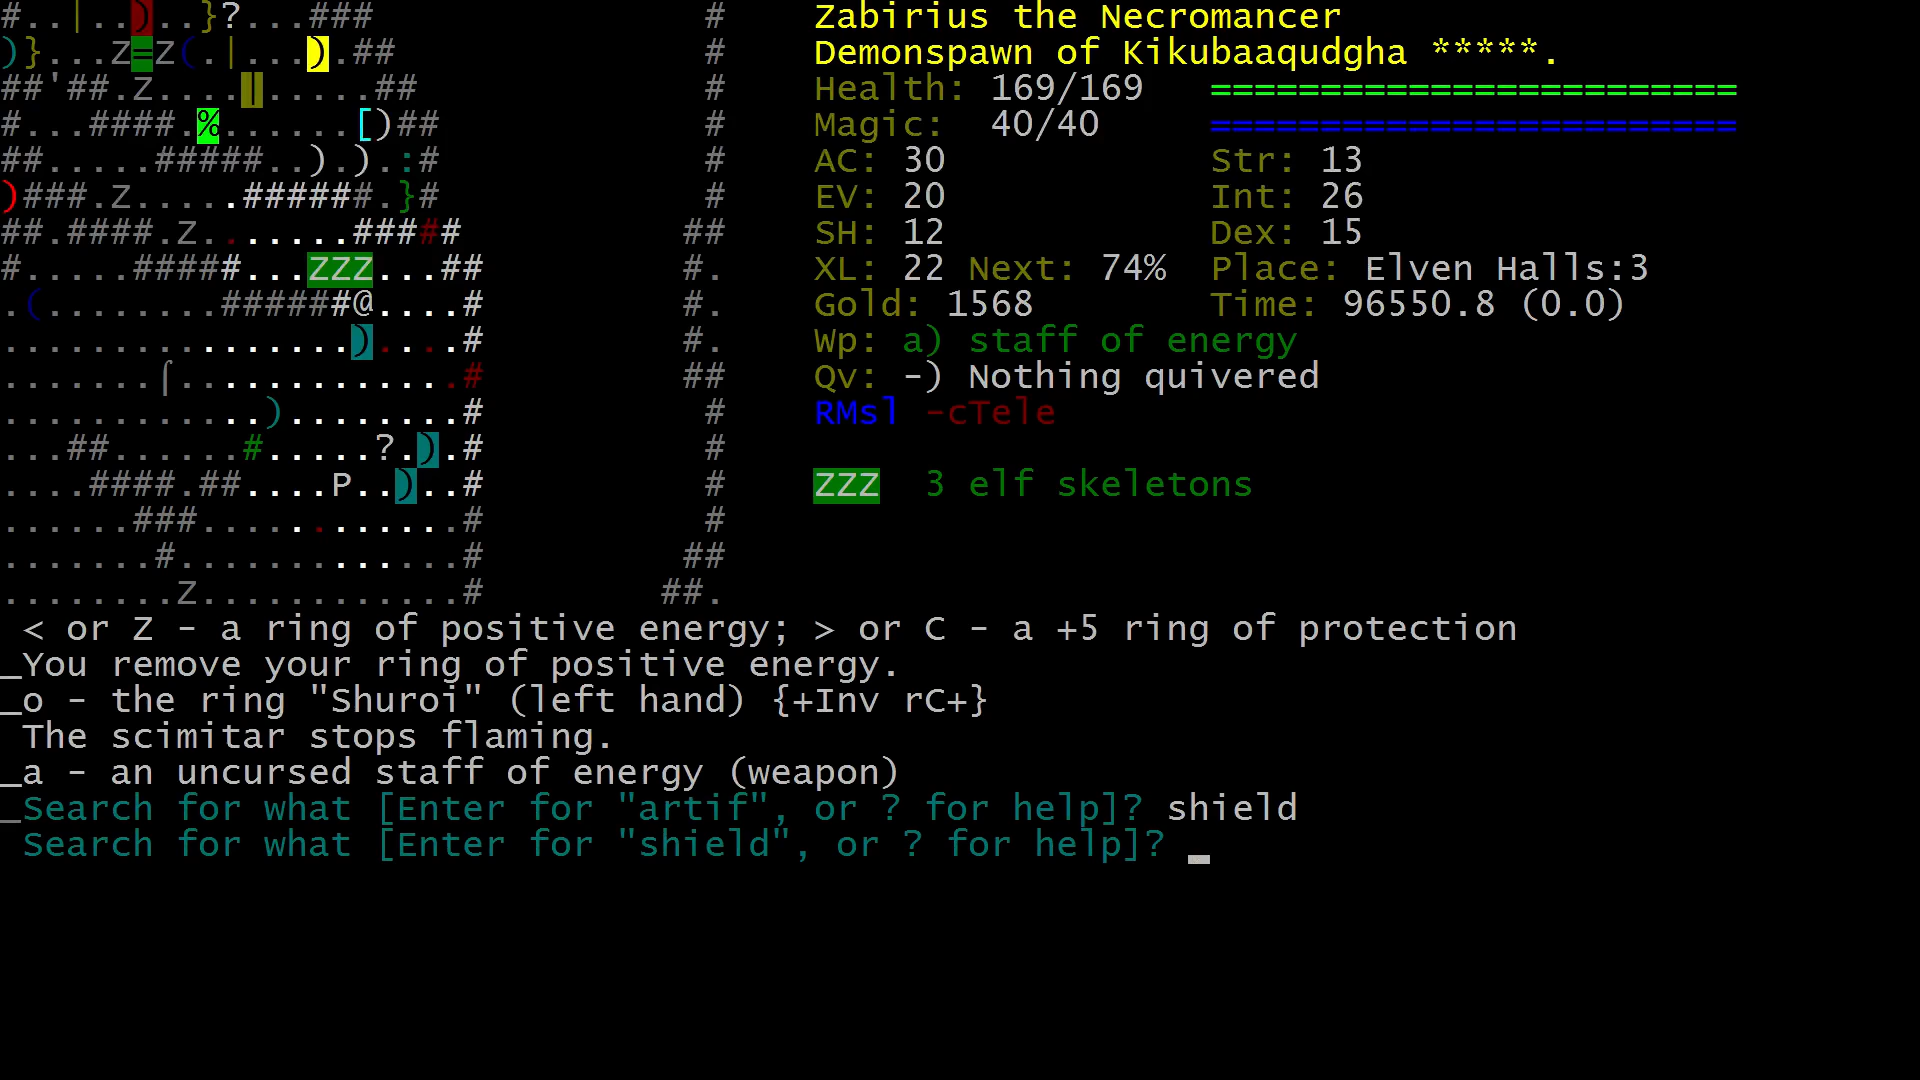 #..|..)..}?...###               #    Zabirius the Necromancer
)}...Z=Z(.|...).##              #    Demonspawn of Kikubaaqudgha *****.
##'##.Z....|.....##             #    Health: 169/169    ========================
#...####.%......[)##            #    Magic:  40/40      ========================
##.....#####..).).:#            #    AC: 30            Str: 13
)###.Z.....######.}#            #    EV: 20            Int: 26
##.####.Z.......#####          ##    SH: 12            Dex: 15
#.....#####...ZZZ...##         #.    XL: 22 Next: 74%  Place: Elven Halls:3
.(........######@....#         #.    Gold: 1568        Time: 96550.8 (0.0)
................)....#         #.    Wp: a) staff of energy
.......⌠.............#         ##    Qv: -) Nothing quivered
............)........#          #    RMsl -cTele
...##......#.....?.).#          #
....####.##....P..)..#          #    ZZZ  3 elf skeletons
......###............#          #
.......#.............#         ##
........Z............#        ##.
< or Z - a ring of positive energy; > or C - a +5 ring of protection
_You remove your ring of positive energy.
_o - the ring "Shuroi" (left hand) {+Inv rC+}
The scimitar stops flaming.
_a - an uncursed staff of energy (weapon)
_Search for what [Enter for "artif", or ? for help]? shield
Search for what [Enter for "shield", or ? for help]? _